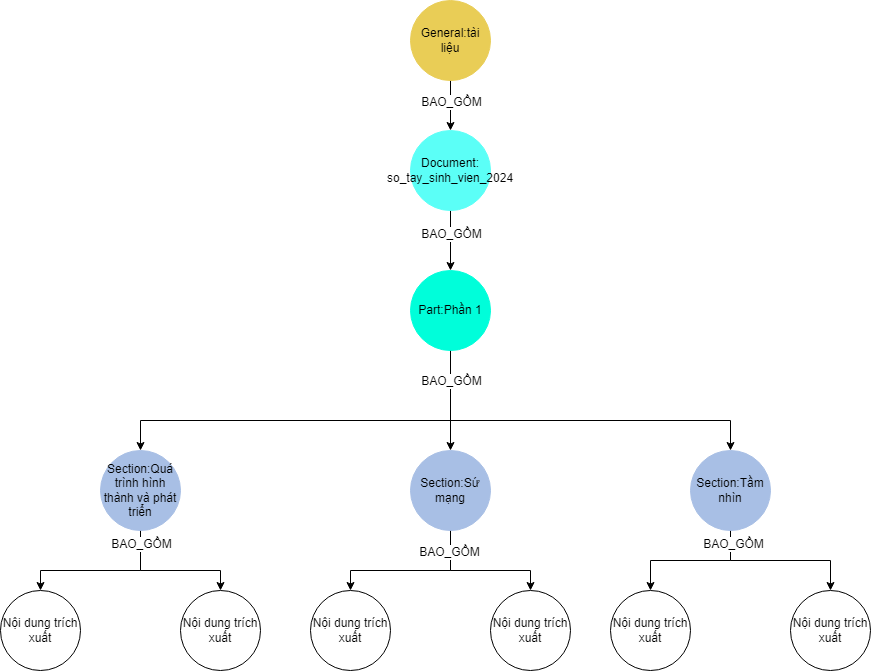 General:tài
liệu
BAO_GỒM
Document:
so_tay_sinh_vien_2024
BAO_GỒM
Part:Phần 1
BAO_GỒM
Section:Quá
trình hình
thành và phát
triển
Section:Sứ
mạng
Section:Tầm
nhìn
BAO_GỒM
BAO_GỒM
BAO_GỒM
Nội dung trích
xuất
Nội dung trích
xuất
Nội dung trích
xuất
Nội dung trích
xuất
Nội dung trích
xuất
Nội dung trích
xuất